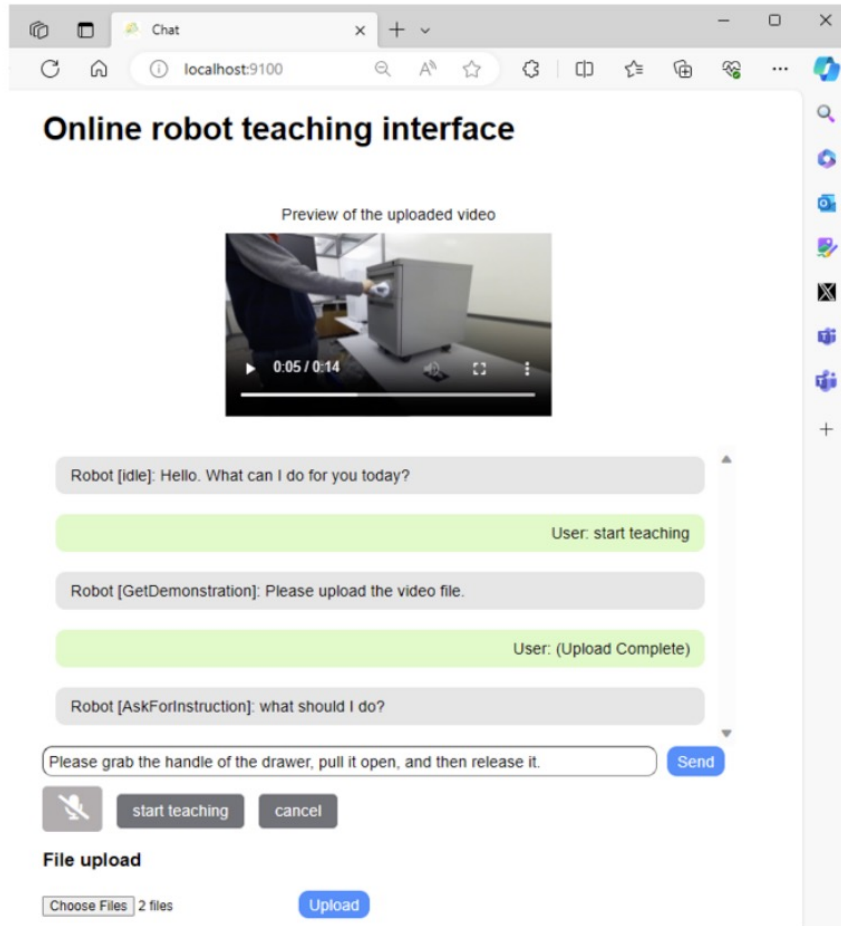 Chat
localhost:9100
Online robot teaching interface
Preview of the uploaded video
0:05 / 0:14
Robot [idle]: Hello. What can I do for you today?
User: start teaching
Robot [GetDemonstration]: Please upload the video file.
User: (Upload Complete)
Robot [AskForInstruction]: what should I do?
Please grab the handle of the drawer, pull it open, and then release it.
Send
start teaching
cancel
File upload
Choose Files 2 files
Upload